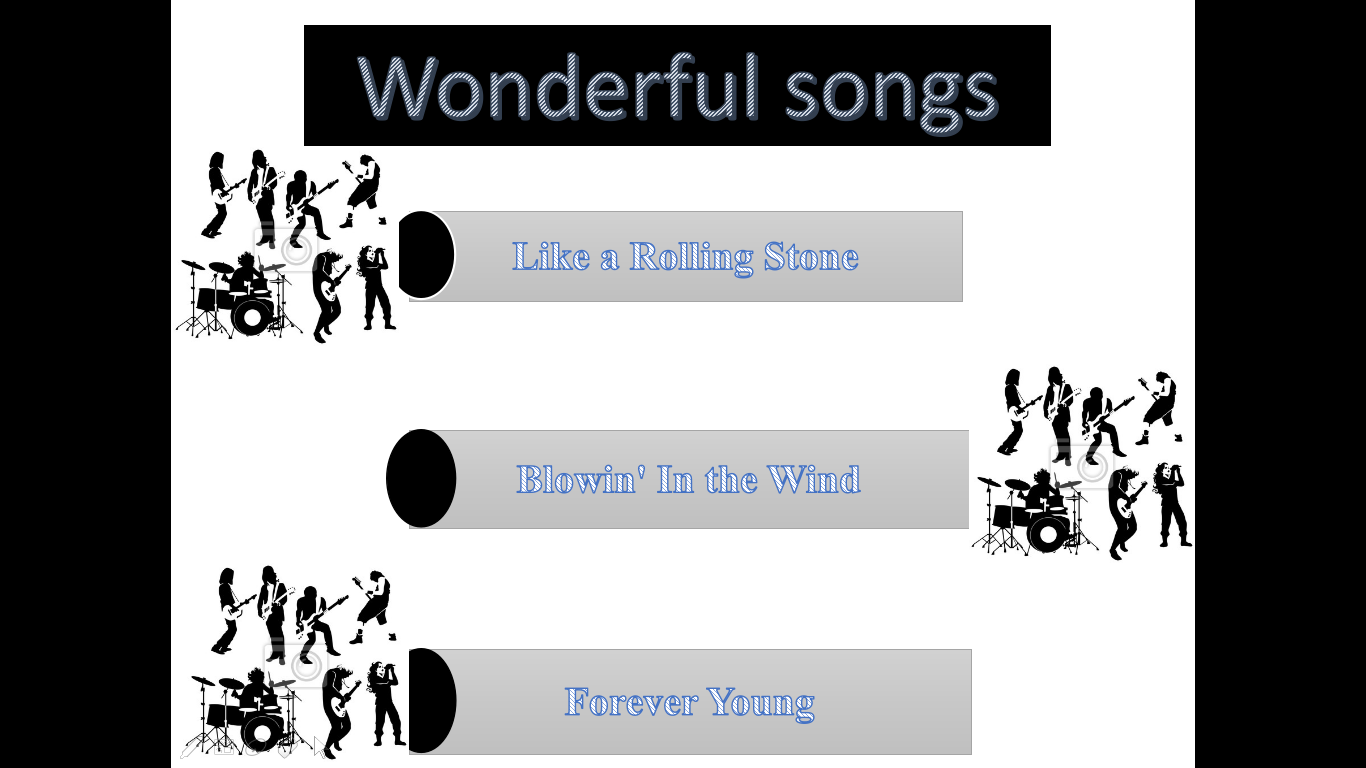 Wonderful songs
Like a Rolling Stone
Blowin' In the Wind
Forever Young